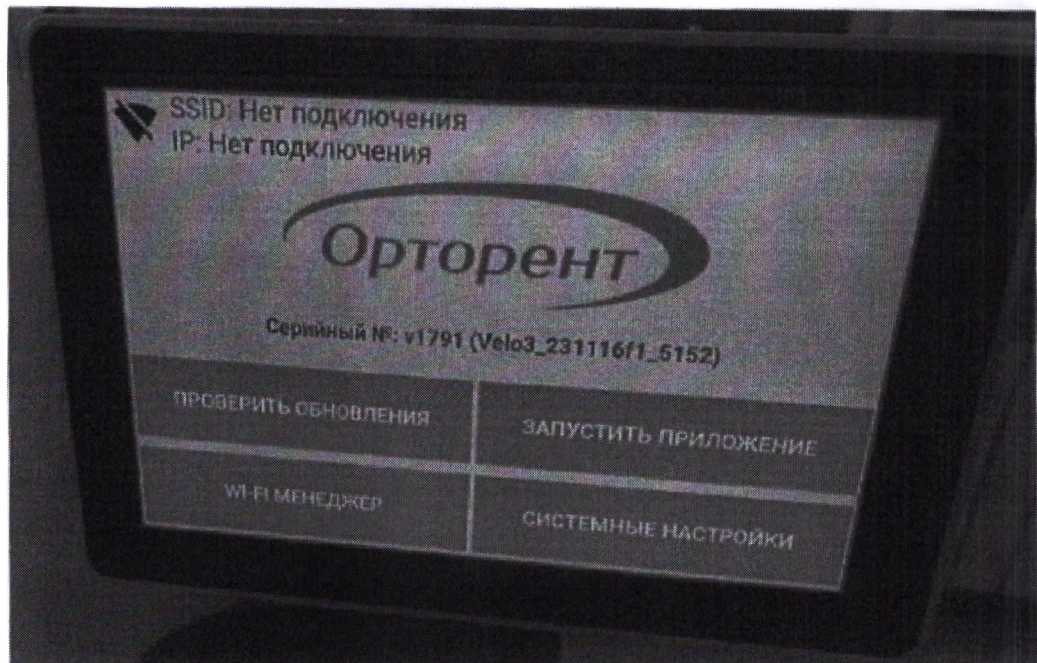 SSID: Нет подключения
IP: Нет подключения
Орторент
Серийный №: v1791 (Velo3_231116f1_5152)
ПРОВЕРИТЬ ОБНОВЛЕНИЯ
ЗАПУСТИТЬ ПРИЛОЖЕНИЕ
WI-FI МЕНЕДЖЕР
СИСТЕМНЫЕ НАСТРОЙКИ